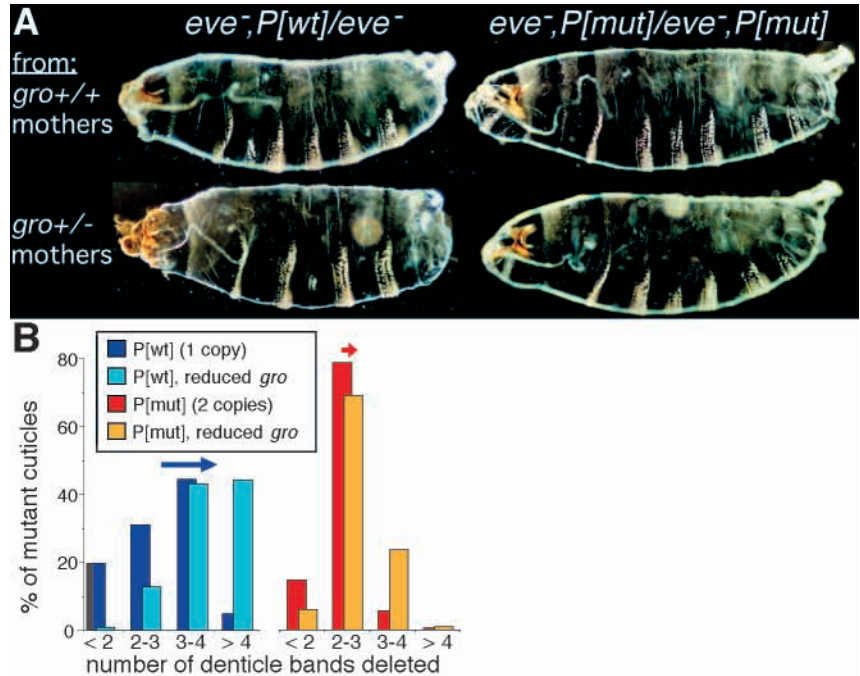 A
eve⁻,P[wt]/eve⁻
eve⁻,P[mut]/eve⁻,P[mut]
from:
gro+/+
mothers
gro+/-
mothers
B
P[wt] (1 copy)
P[wt], reduced gro
P[mut] (2 copies)
P[mut], reduced gro
% of mutant cuticles
80
60
40
20
0
< 2 2-3 3-4 > 4 < 2 2-3 3-4 > 4
number of denticle bands deleted